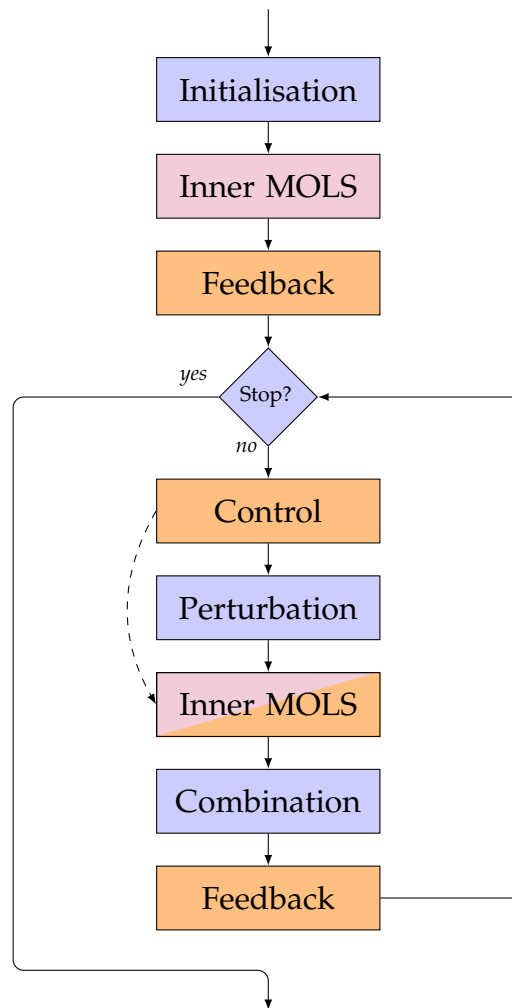 Initialisation
Inner MOLS
Feedback
yes
Stop?
no
Control
Perturbation
Inner MOLS
Combination
Feedback